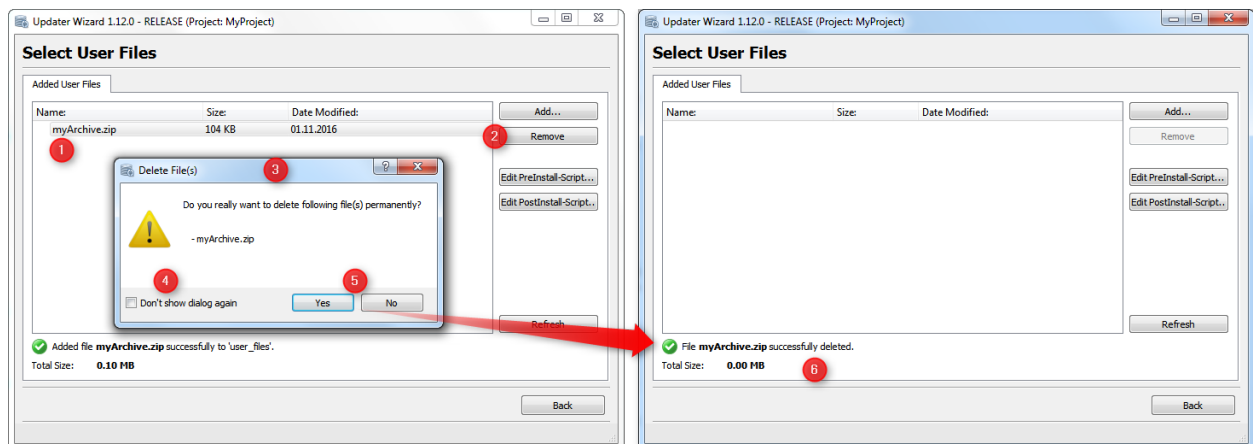 Updater Wizard 1.12.0 - RELEASE (Project: MyProject)
Select User Files
Added User Files
Name: Size: Date Modified:
myArchive.zip 104 KB 01.11.2016
1
Add...
2
Remove
Edit PreInstall-Script...
Edit PostInstall-Script..
Refresh
Delete File(s)
3
?
Do you really want to delete following file(s) permanently?
- myArchive.zip
4
5
Don't show dialog again
Yes
No
Added file myArchive.zip successfully to 'user_files'.
Total Size: 0.10 MB
Back
Updater Wizard 1.12.0 - RELEASE (Project: MyProject)
Select User Files
Added User Files
Name: Size: Date Modified:
Add...
Remove
Edit PreInstall-Script...
Edit PostInstall-Script..
Refresh
File myArchive.zip successfully deleted.
Total Size: 0.00 MB
6
Back